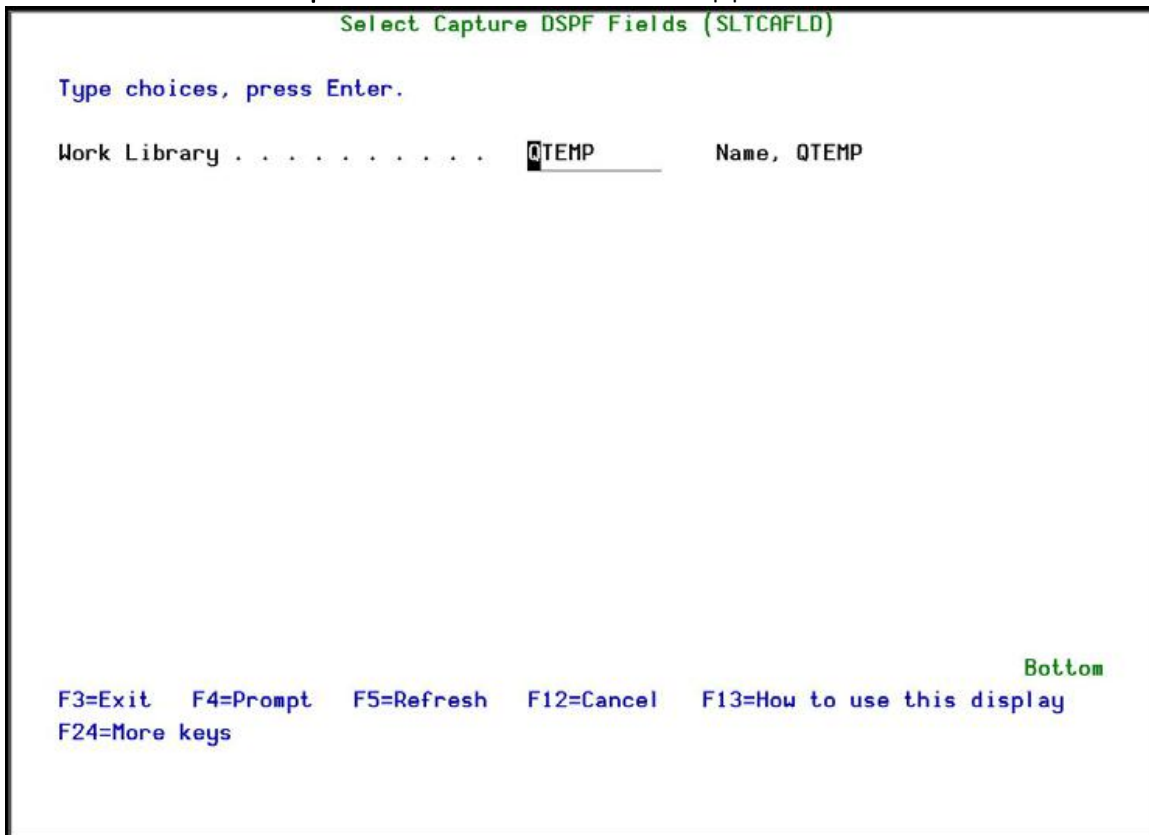 Select Capture DSPF Fields (SLTCAFLD)
Type choices, press Enter.
Work Library . . . . . . . . . . QTEMP Name, QTEMP
Bottom
F3=Exit F4=Prompt F5=Refresh F12=Cancel F13=How to use this display
F24=More keys